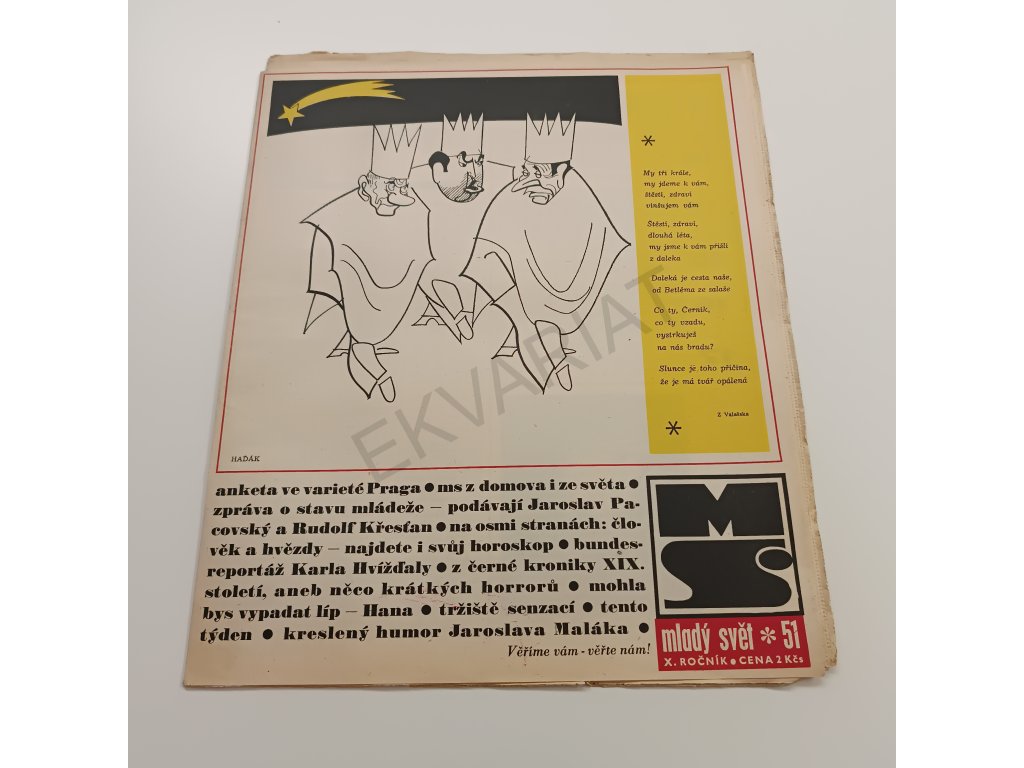 My tři krále,
my jdeme k vám,
štěstí, zdraví
vinšujem vám
Štěstí, zdraví,
dlouhá léta,
my jsme k vám přišli
z daleka
Daleká je cesta naše,
od Betléma ze salaše
Co ty, Černík,
co ty vzadu,
vystrkuješ
na nás bradu?
Slunce je toho příčina,
že je má tvář opálená
Z Valašska
HAĎÁK
anketa ve varieté Praga ● ms z domova i ze světa ●
zpráva o stavu mládeže – podávají Jaroslav Pa-
covský a Rudolf Křesťan ● na osmi stranách: člo-
věk a hvězdy – najdete i svůj horoskop ● bundes-
reportáž Karla Hvížďaly ● z černé kroniky XIX.
století, aneb něco krátkých horrorů ● mohla
bys vypadat líp – Hana ● tržiště senzací ● tento
týden ● kreslený humor Jaroslava Maláka ●
Věříme vám - věřte nám!
MS
mladý svět * 51
X. ROČNÍK ● CENA 2 Kčs
EKVARIAT